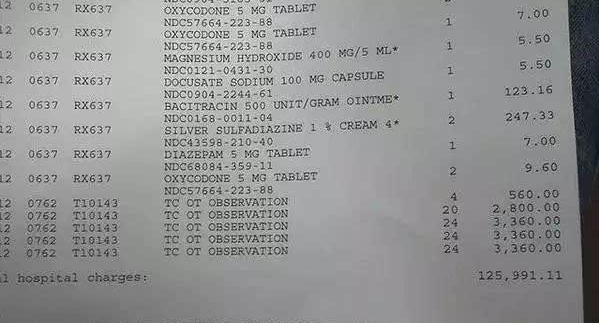 12 0637 RX637 OXYCODONE 5 MG TABLET
NDC57664-223-88
OXYCODONE 5 MG TABLET 1 7.00
NDC57664-223-88
12 0637 RX637 MAGNESIUM HYDROXIDE 400 MG/5 ML* 1 5.50
NDC0121-0431-30
12 0637 RX637 DOCUSATE SODIUM 100 MG CAPSULE 1 5.50
NDC0904-2244-61
12 0637 RX637 BACITRACIN 500 UNIT/GRAM OINTME* 1 123.16
NDC0168-0011-04
12 0637 RX637 SILVER SULFADIAZINE 1 % CREAM 4* 2 247.33
NDC43598-210-40
12 0637 RX637 DIAZEPAM 5 MG TABLET 1 7.00
NDC68084-359-11
12 0637 RX637 OXYCODONE 5 MG TABLET 2 9.60
NDC57664-223-88
12 0762 T10143 TC OT OBSERVATION 4 560.00
12 0762 T10143 TC OT OBSERVATION 20 2,800.00
12 0762 T10143 TC OT OBSERVATION 24 3,360.00
12 0762 T10143 TC OT OBSERVATION 24 3,360.00
hospital charges: 125,991.11